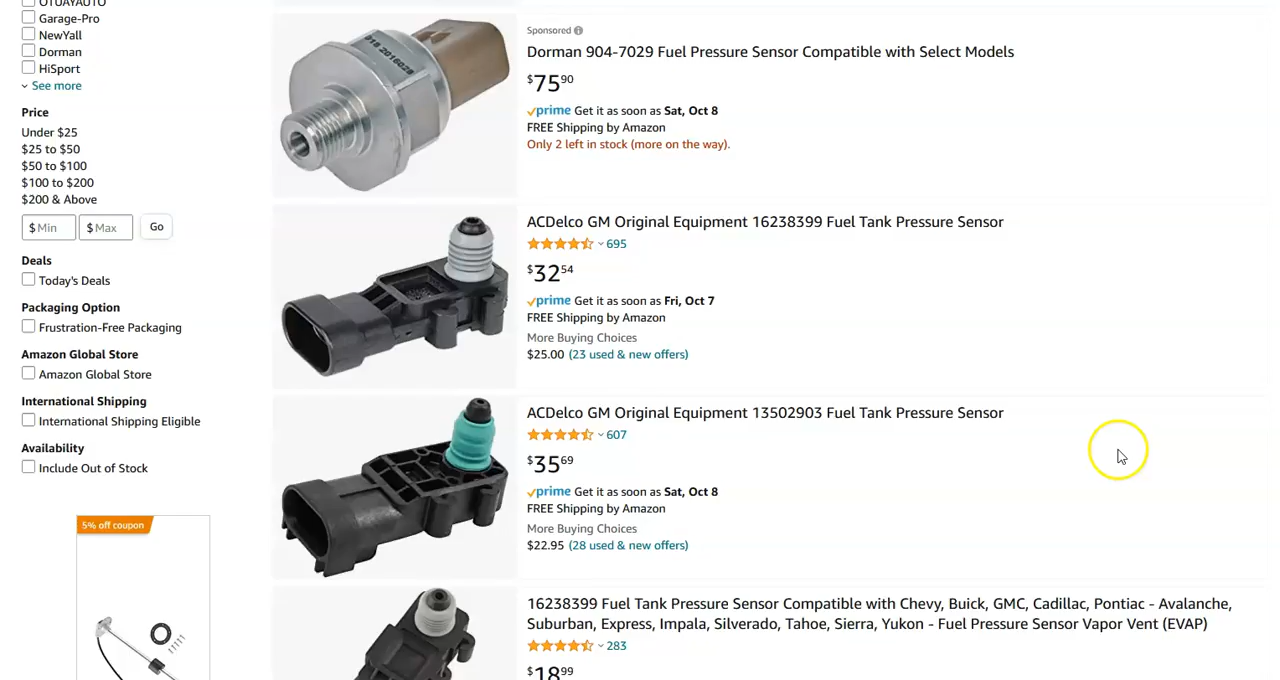 OTUAYAUTO
Garage-Pro
NewYall
Dorman
HiSport
See more
Price
Under $25
$25 to $50
$50 to $100
$100 to $200
$200 & Above
$ Min $ Max Go
Deals
Today's Deals
Packaging Option
Frustration-Free Packaging
Amazon Global Store
Amazon Global Store
International Shipping
International Shipping Eligible
Availability
Include Out of Stock
5% off coupon
Sponsored
Dorman 904-7029 Fuel Pressure Sensor Compatible with Select Models
$75 90
prime Get it as soon as Sat, Oct 8
FREE Shipping by Amazon
Only 2 left in stock (more on the way).
ACDelco GM Original Equipment 16238399 Fuel Tank Pressure Sensor
695
$32 54
prime Get it as soon as Fri, Oct 7
FREE Shipping by Amazon
More Buying Choices
$25.00 (23 used & new offers)
ACDelco GM Original Equipment 13502903 Fuel Tank Pressure Sensor
607
$35 69
prime Get it as soon as Sat, Oct 8
FREE Shipping by Amazon
More Buying Choices
$22.95 (28 used & new offers)
16238399 Fuel Tank Pressure Sensor Compatible with Chevy, Buick, GMC, Cadillac, Pontiac - Avalanche,
Suburban, Express, Impala, Silverado, Tahoe, Sierra, Yukon - Fuel Pressure Sensor Vapor Vent (EVAP)
283
$18 99